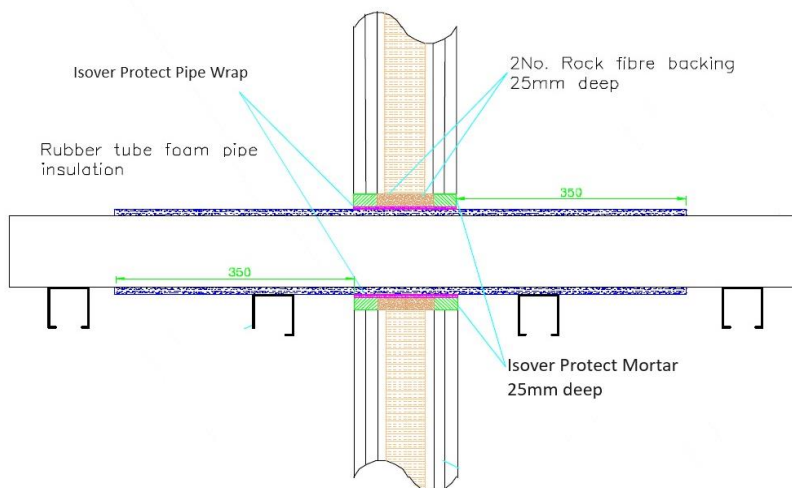 Isover Protect Pipe Wrap
2No. Rock fibre backing
25mm deep
Rubber tube foam pipe
insulation
350
350
Isover Protect Mortar
25mm deep